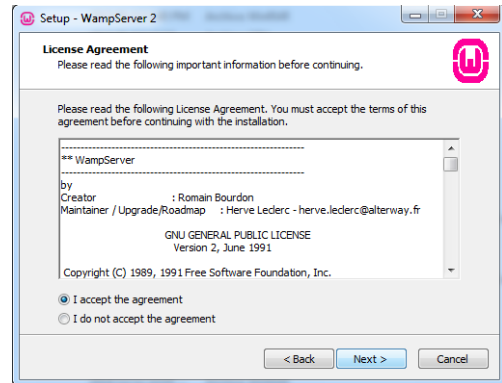 Setup - WampServer 2
License Agreement
Please read the following important information before continuing.
Please read the following License Agreement. You must accept the terms of this
agreement before continuing with the installation.
------------------------------------------------------------
** WampServer
------------------------------------------------------------
by
Creator : Romain Bourdon
Maintainer / Upgrade/Roadmap : Herve Leclerc - herve.leclerc@alterway.fr
GNU GENERAL PUBLIC LICENSE
Version 2, June 1991
Copyright (C) 1989, 1991 Free Software Foundation, Inc.
I accept the agreement
I do not accept the agreement
< Back Next > Cancel